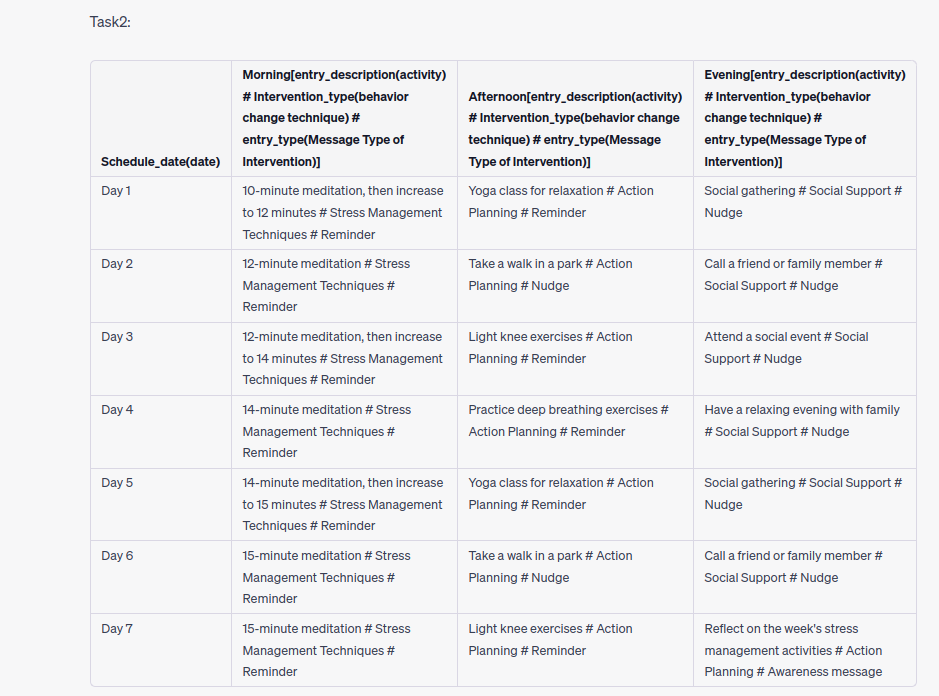 Task2:
Schedule_date(date)
Morning[entry_description(activity)
# Intervention_type(behavior
change technique) #
entry_type(Message Type of
Intervention)]
Afternoon[entry_description(activity)
# Intervention_type(behavior change
technique) # entry_type(Message
Type of Intervention)]
Evening[entry_description(activity)
# Intervention_type(behavior
change technique) #
entry_type(Message Type of
Intervention)]
Day 1
10-minute meditation, then increase
to 12 minutes # Stress Management
Techniques # Reminder
Yoga class for relaxation # Action
Planning # Reminder
Social gathering # Social Support #
Nudge
Day 2
12-minute meditation # Stress
Management Techniques #
Reminder
Take a walk in a park # Action
Planning # Nudge
Call a friend or family member #
Social Support # Nudge
Day 3
12-minute meditation, then increase
to 14 minutes # Stress Management
Techniques # Reminder
Light knee exercises # Action
Planning # Reminder
Attend a social event # Social
Support # Nudge
Day 4
14-minute meditation # Stress
Management Techniques #
Reminder
Practice deep breathing exercises #
Action Planning # Reminder
Have a relaxing evening with family
# Social Support # Nudge
Day 5
14-minute meditation, then increase
to 15 minutes # Stress Management
Techniques # Reminder
Yoga class for relaxation # Action
Planning # Reminder
Social gathering # Social Support #
Nudge
Day 6
15-minute meditation # Stress
Management Techniques #
Reminder
Take a walk in a park # Action
Planning # Nudge
Call a friend or family member #
Social Support # Nudge
Day 7
15-minute meditation # Stress
Management Techniques #
Reminder
Light knee exercises # Action
Planning # Reminder
Reflect on the week's stress
management activities # Action
Planning # Awareness message